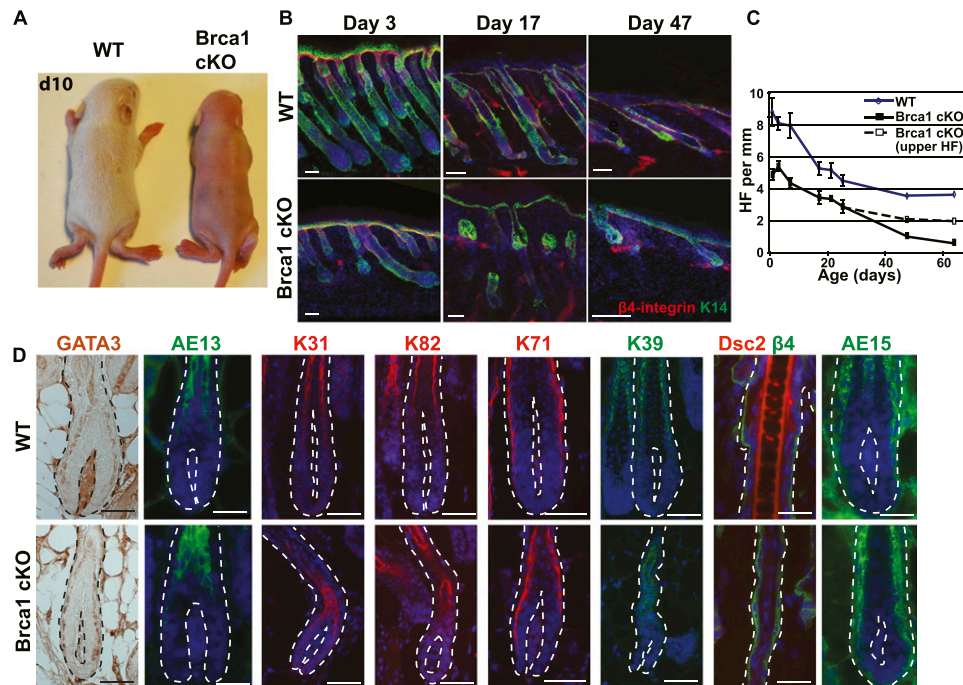 A
WT
Brca1
cKO
d10
B
Day 3
Day 17
Day 47
WT
Brca1 cKO
e
β4-integrin K14
C
HF per mm
10
8
6
4
2
0
0
20
40
60
Age (days)
WT
Brca1 cKO
Brca1 cKO
(upper HF)
D
GATA3
AE13
K31
K82
K71
K39
Dsc2 β4
AE15
WT
Brca1 cKO